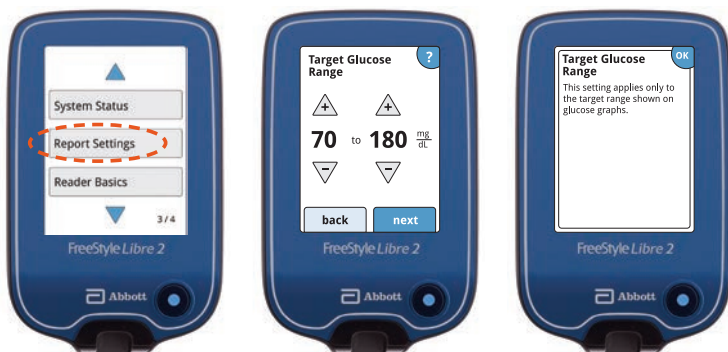 System Status
Report Settings
Reader Basics
3/4
FreeStyle Libre 2
Abbott
Target Glucose
Range
?
70 to 180 mg/dL
back next
FreeStyle Libre 2
Abbott
Target Glucose
Range
OK
This setting applies only to
the target range shown on
glucose graphs.
FreeStyle Libre 2
Abbott